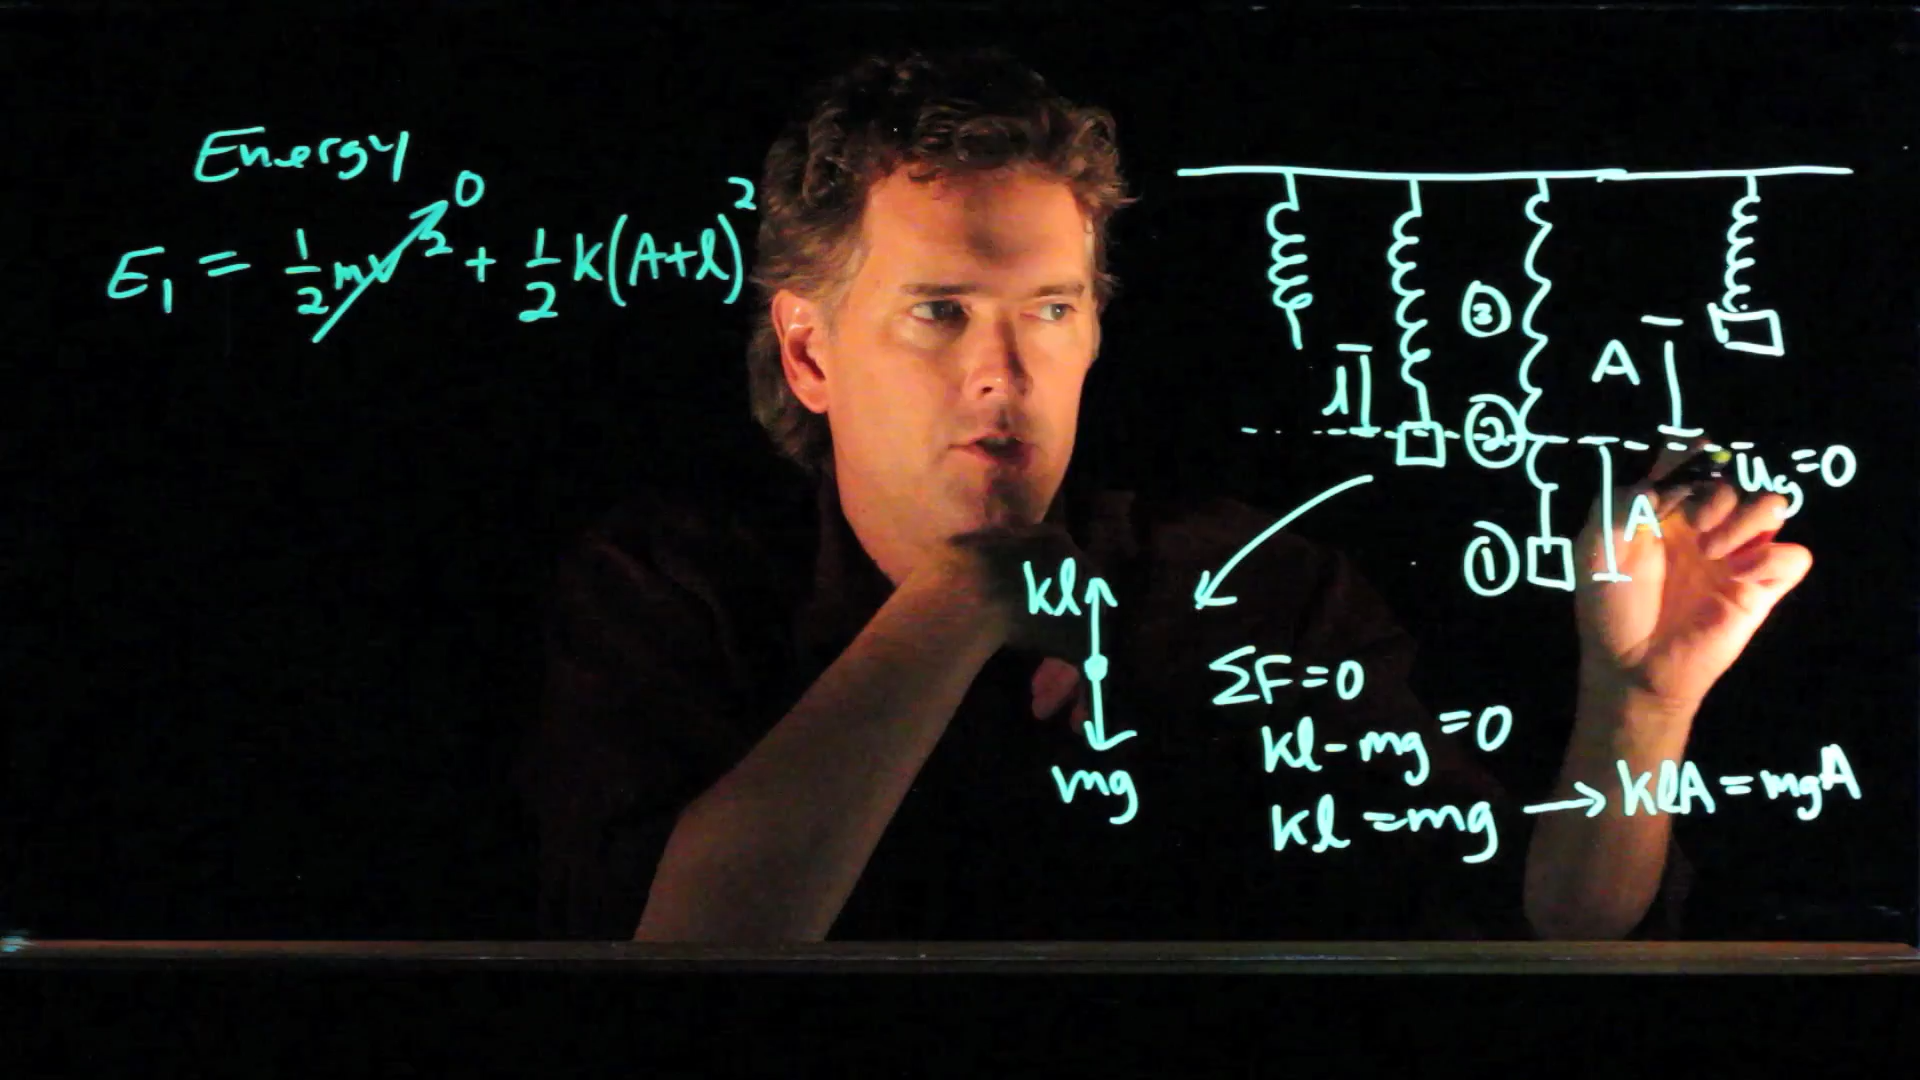 Energy
E₁ = ½mv² 0 + ½k(A+l)²
l
③
②
①
A
A
Ug=0
kl
mg
ΣF=0
kl-mg=0
kl=mg → klA=mgA